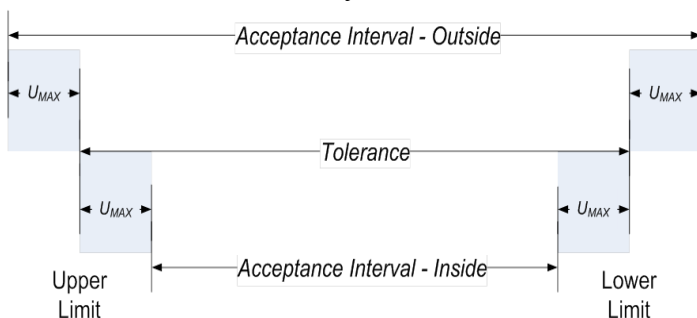 Acceptance Interval - Outside
U_MAX
U_MAX
Tolerance
U_MAX
U_MAX
Acceptance Interval - Inside
Upper
Limit
Lower
Limit